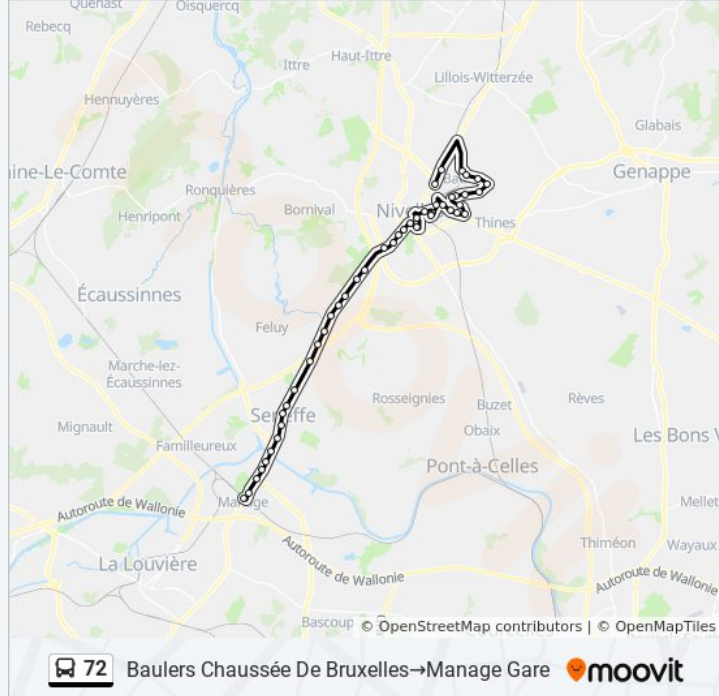 Quenast
Oisquercq
Rebecq
Ittre
Haut-Ittre
Lillois-Witterzée
Hennuyères
Glabais
aine-Le-Comte
Genappe
Ronquières
Henripont
Bornival
Thines
Écaussinnes
Feluy
Marche-lez-
Écaussinnes
Rosseignies
Buzet
Rèves
Mignault
Seneffe
Obaix
Les Bons V
Familleureux
Pont-à-Celles
Manage
Autoroute de Wallonie
Mellet
Thiméon
Wayaux
La Louvière
Autoroute de Wallonie
Autoroute de Wallonie
Bascoup
© OpenStreetMap contributors | © OpenMapTiles
72 Baulers Chaussée De Bruxelles→Manage Gare moovit